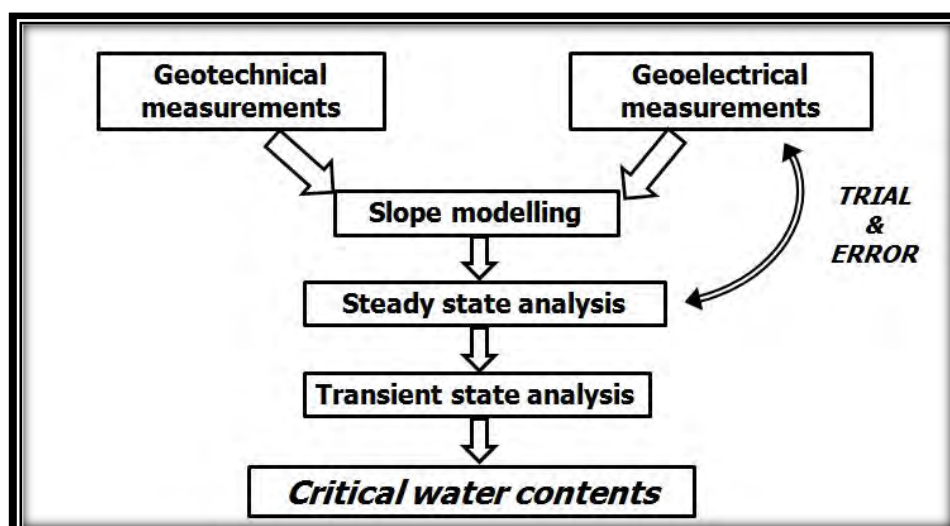 Geotechnical
measurements
Geoelectrical
measurements
Slope modelling
TRIAL
&
ERROR
Steady state analysis
Transient state analysis
Critical water contents